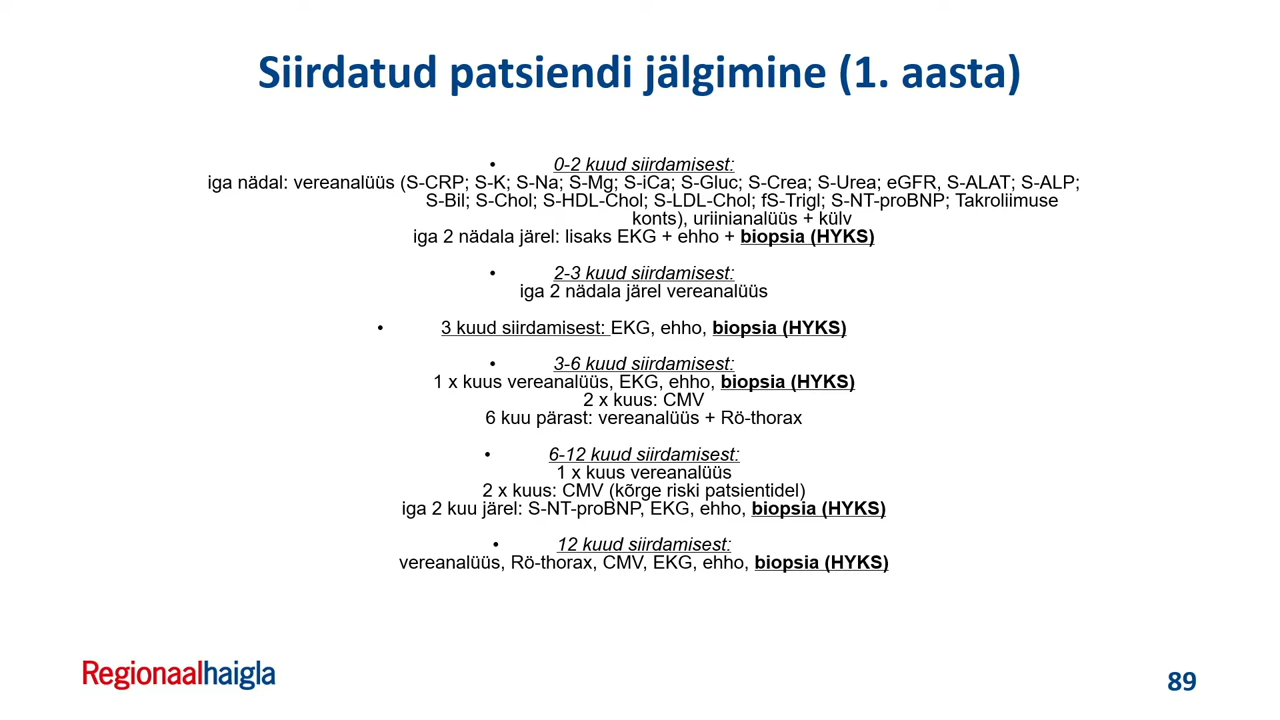 Siirdatud patsiendi jälgimine (1. aasta)
• 0-2 kuud siirdamisest:
iga nädal: vereanalüüs (S-CRP; S-K; S-Na; S-Mg; S-iCa; S-Gluc; S-Crea; S-Urea; eGFR, S-ALAT; S-ALP;
S-Bil; S-Chol; S-HDL-Chol; S-LDL-Chol; fS-Trigl; S-NT-proBNP; Takroliimuse
konts), uriinianalüüs + külv
iga 2 nädala järel: lisaks EKG + ehho + biopsia (HYKS)
• 2-3 kuud siirdamisest:
iga 2 nädala järel vereanalüüs
• 3 kuud siirdamisest: EKG, ehho, biopsia (HYKS)
• 3-6 kuud siirdamisest:
1 x kuus vereanalüüs, EKG, ehho, biopsia (HYKS)
2 x kuus: CMV
6 kuu pärast: vereanalüüs + Rö-thorax
• 6-12 kuud siirdamisest:
1 x kuus vereanalüüs
2 x kuus: CMV (kõrge riski patsientidel)
iga 2 kuu järel: S-NT-proBNP, EKG, ehho, biopsia (HYKS)
• 12 kuud siirdamisest:
vereanalüüs, Rö-thorax, CMV, EKG, ehho, biopsia (HYKS)
Regionaalhaigla
89